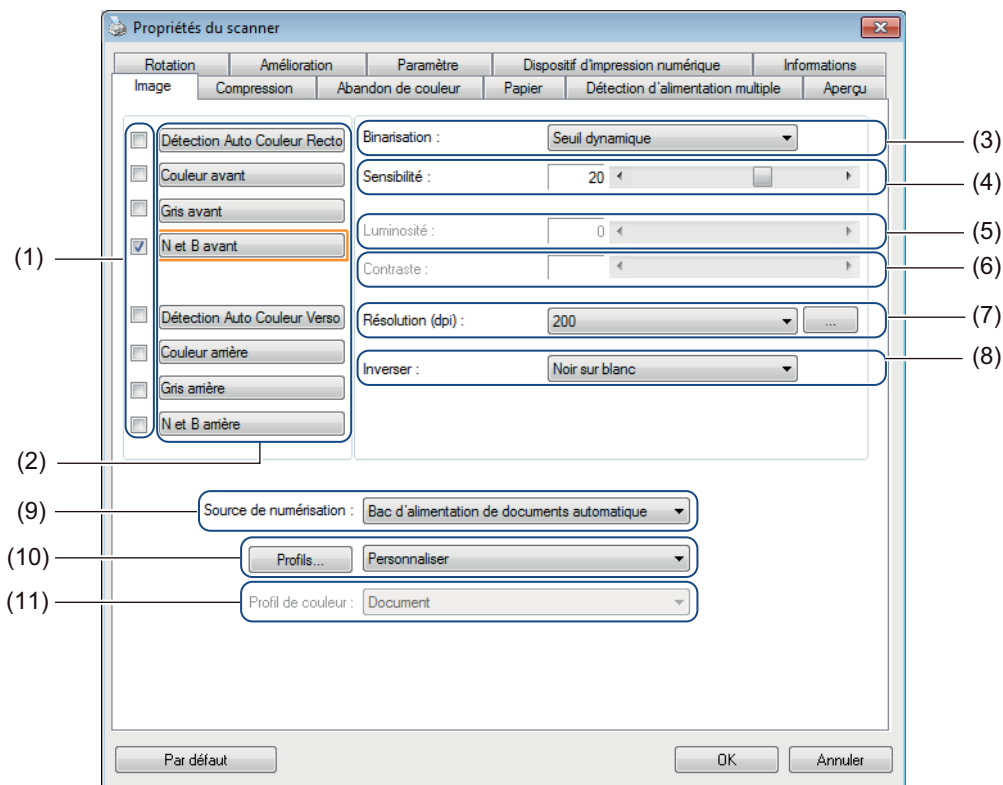 Propriétés du scanner
Rotation Amélioration Paramètre Dispositif d'impression numérique Informations
Image Compression Abandon de couleur Papier Détection d'alimentation multiple Aperçu
Détection Auto Couleur Recto
Couleur avant
Gris avant
N et B avant
Détection Auto Couleur Verso
Couleur arrière
Gris arrière
N et B arrière
Binarisation : Seuil dynamique
Sensibilité : 20
Luminosité : 0
Contraste :
Résolution (dpi) : 200 ...
Inverser : Noir sur blanc
(1)
(2)
(3)
(4)
(5)
(6)
(7)
(8)
(9) Source de numérisation : Bac d'alimentation de documents automatique
(10) Profils... Personnaliser
(11) Profil de couleur : Document
Par défaut OK Annuler